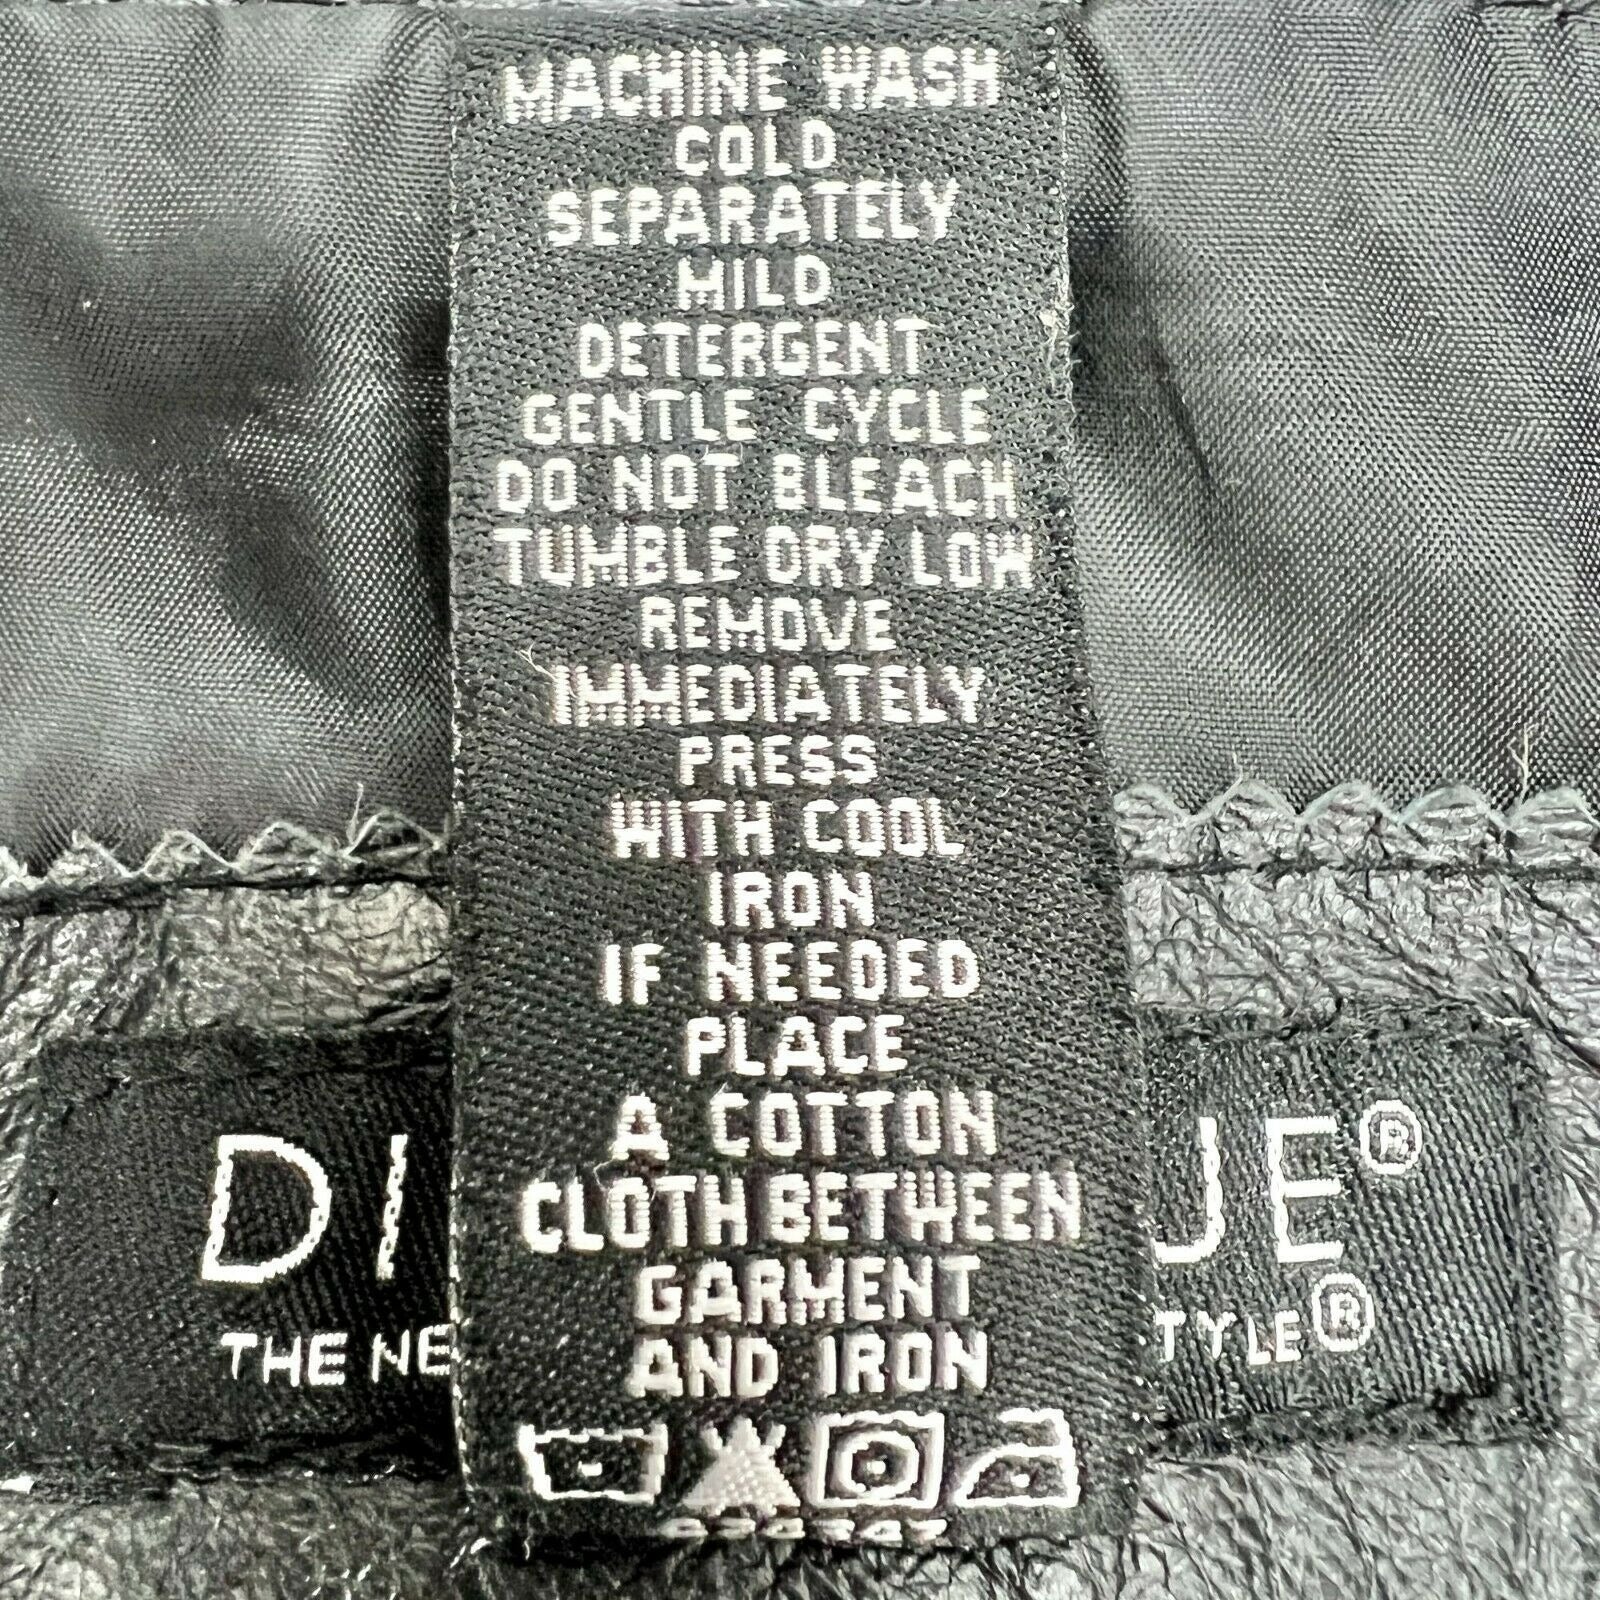 MACHINE WASH
COLD
SEPARATELY
MILD
DETERGENT
GENTLE CYCLE
DO NOT BLEACH
TUMBLE DRY LOW
REMOVE
IMMEDIATELY
PRESS
WITH COOL
IRON
IF NEEDED
PLACE
A COTTON
CLOTH BETWEEN
GARMENT
AND IRON
DI UE®
THE NE TYLE®